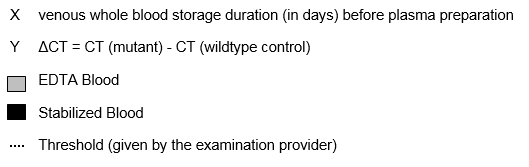 X venous whole blood storage duration (in days) before plasma preparation
Y ΔCT = CT (mutant) - CT (wildtype control)
EDTA Blood
Stabilized Blood
Threshold (given by the examination provider)